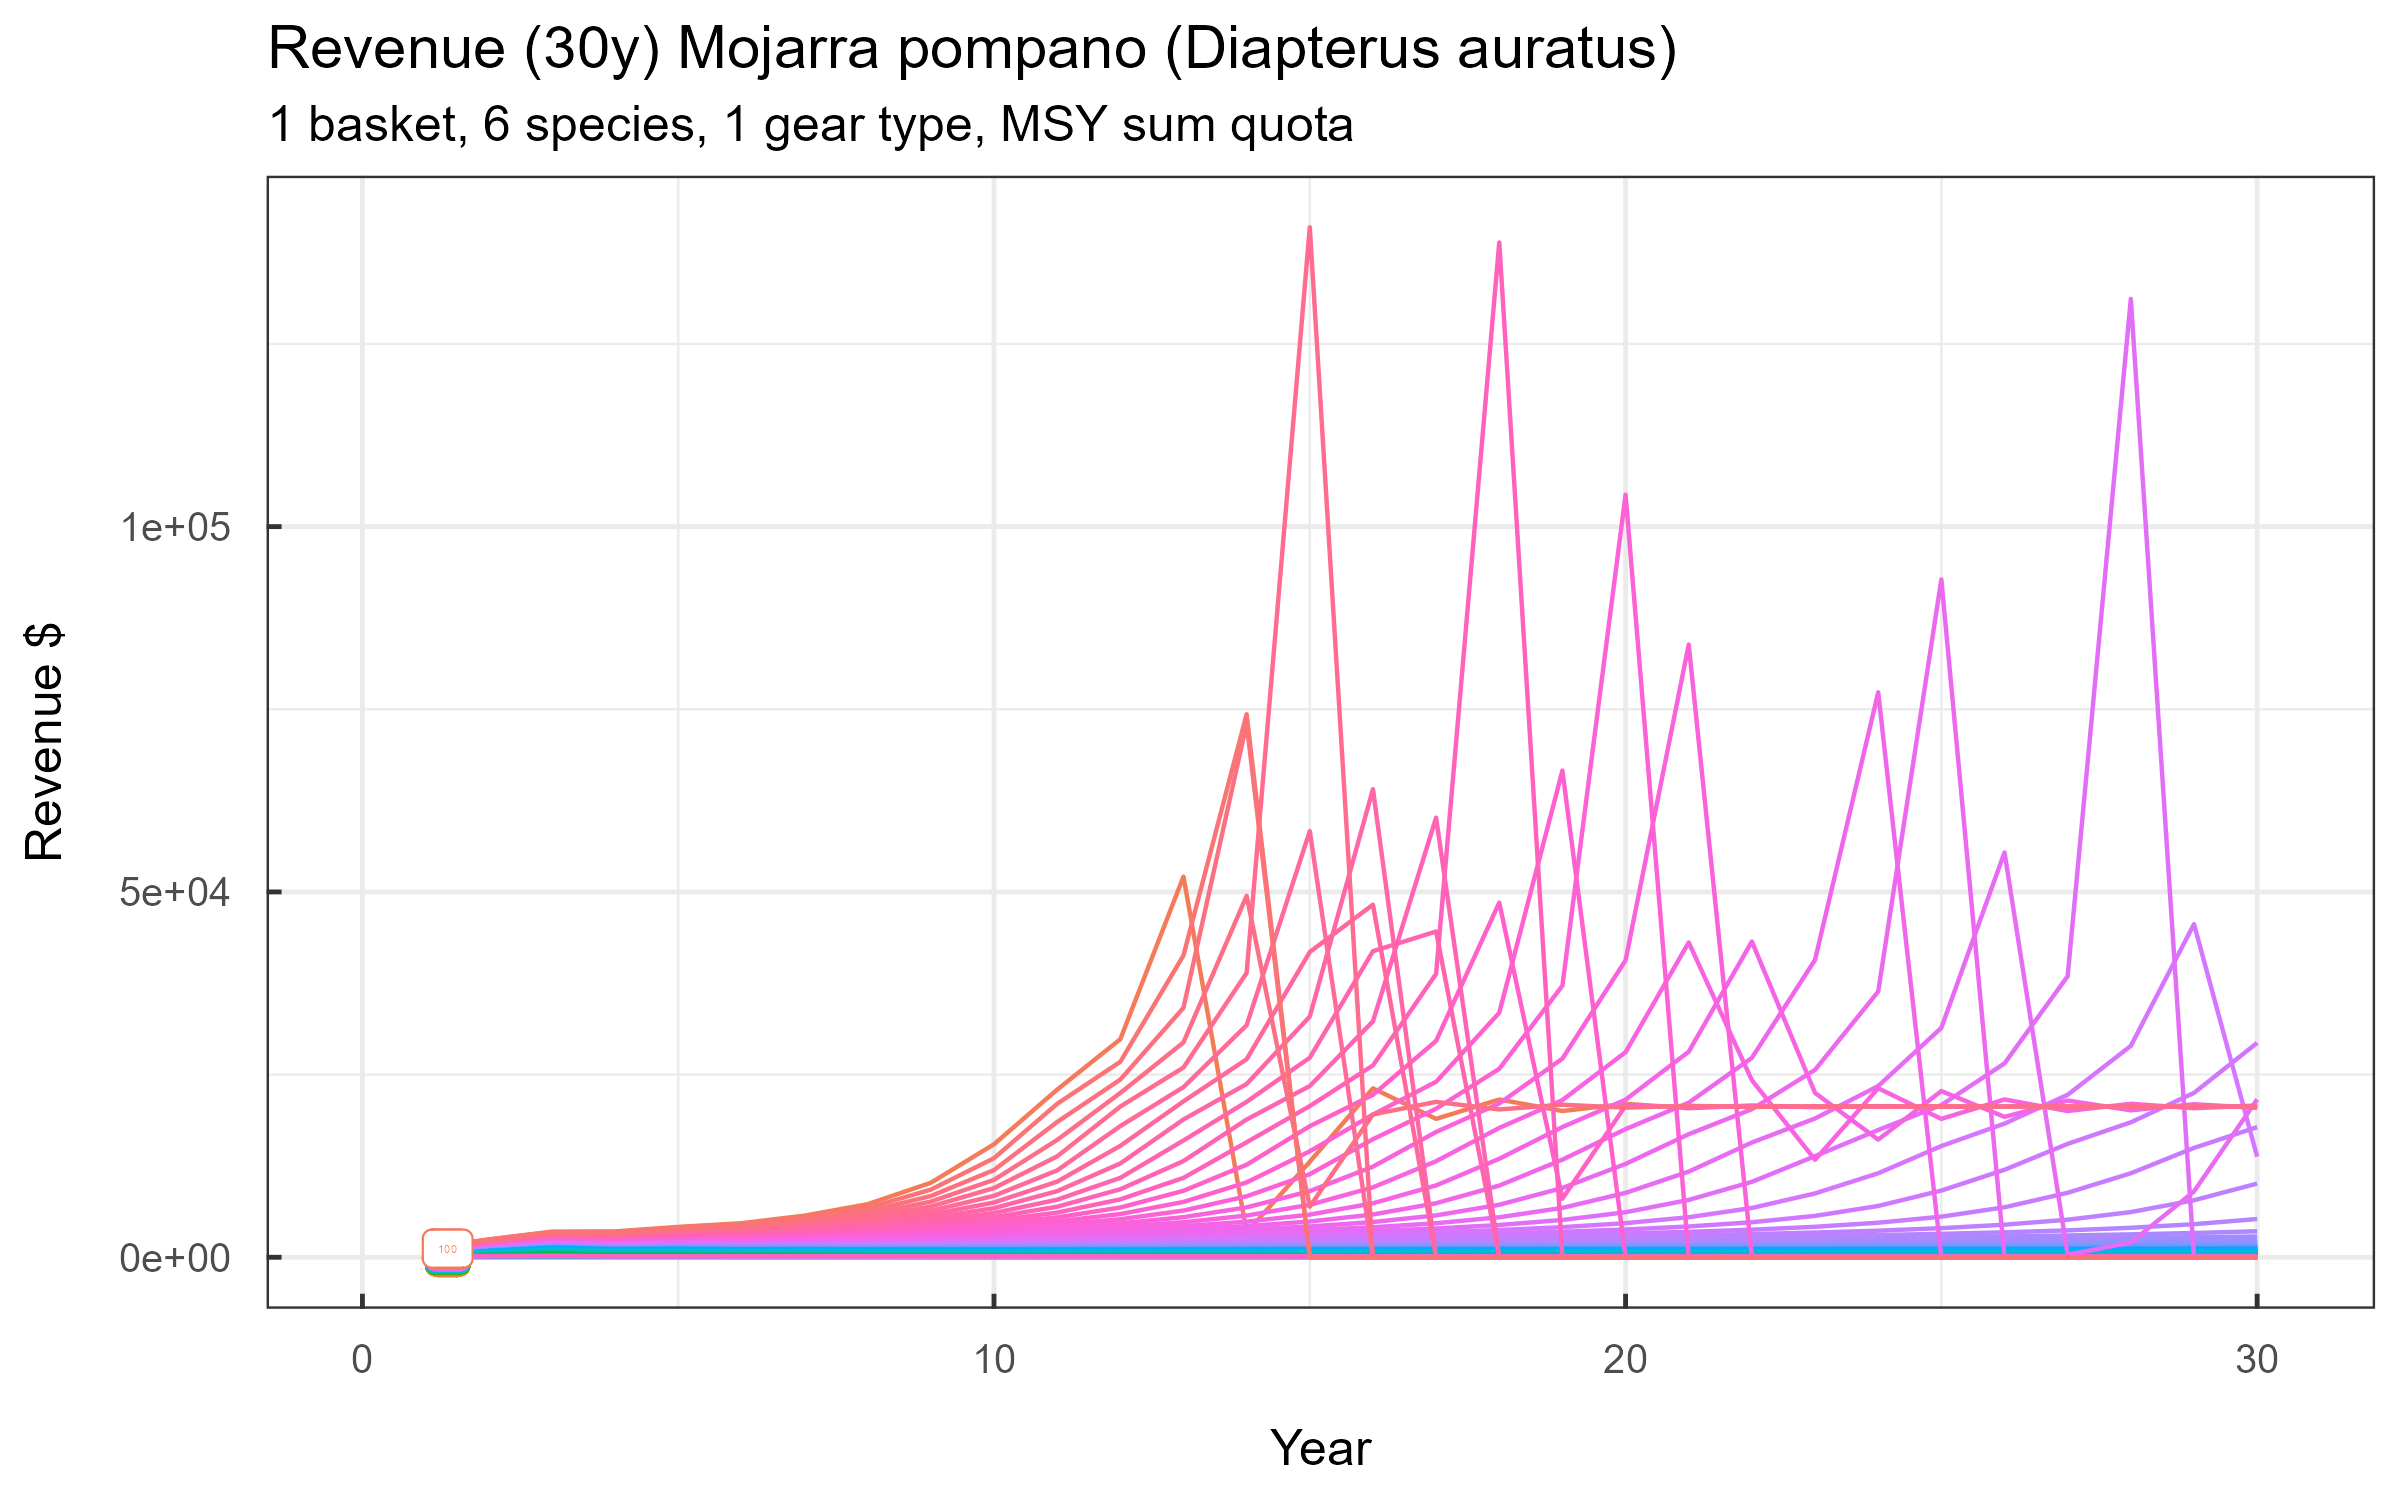 Revenue (30y) Mojarra pompano (Diapterus auratus)
1 basket, 6 species, 1 gear type, MSY sum quota
Revenue $
1e+05
5e+04
0e+00
100
0
10
20
30
Year